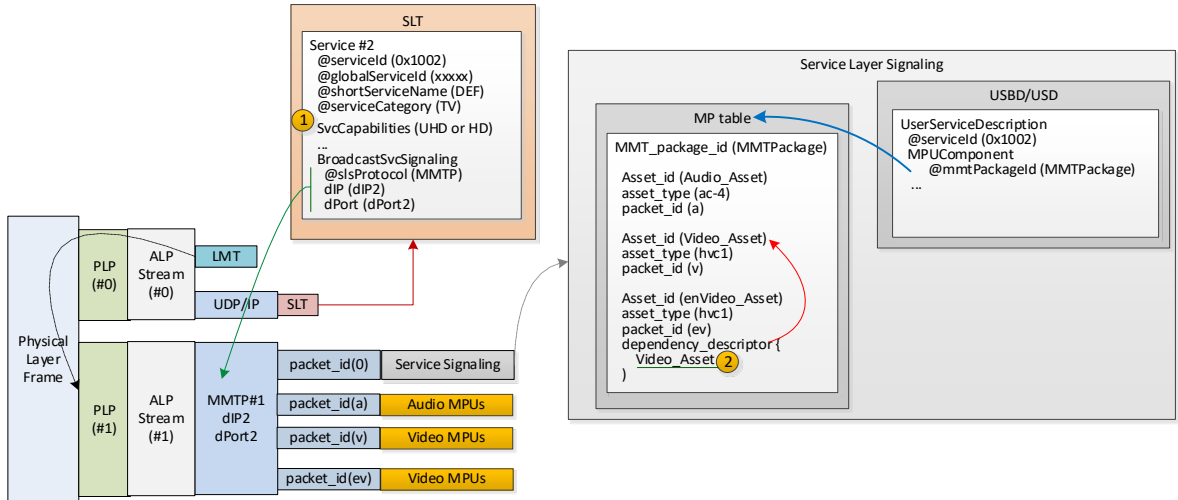 SLT
Service #2
@serviceId (0x1002)
@globalServiceId (xxxxx)
@shortServiceName (DEF)
@serviceCategory (TV)
1
SvcCapabilities (UHD or HD)
...
BroadcastSvcSignaling
@slsProtocol (MMTP)
dIP (dIP2)
dPort (dPort2)
Service Layer Signaling
MP table
MMT_package_id (MMTPackage)
Asset_id (Audio_Asset)
asset_type (ac-4)
packet_id (a)
Asset_id (Video_Asset)
asset_type (hvc1)
packet_id (v)
Asset_id (enVideo_Asset)
asset_type (hvc1)
packet_id (ev)
dependency_descriptor {
Video_Asset
2
}
USBD/USD
UserServiceDescription
@serviceId (0x1002)
MPUComponent
@mmtPackageId (MMTPackage)
...
Physical
Layer
Frame
PLP
(#0)
ALP
Stream
(#0)
LMT
UDP/IP
SLT
PLP
(#1)
ALP
Stream
(#1)
MMTP#1
dIP2
dPort2
packet_id(0)
Service Signaling
packet_id(a)
Audio MPUs
packet_id(v)
Video MPUs
packet_id(ev)
Video MPUs